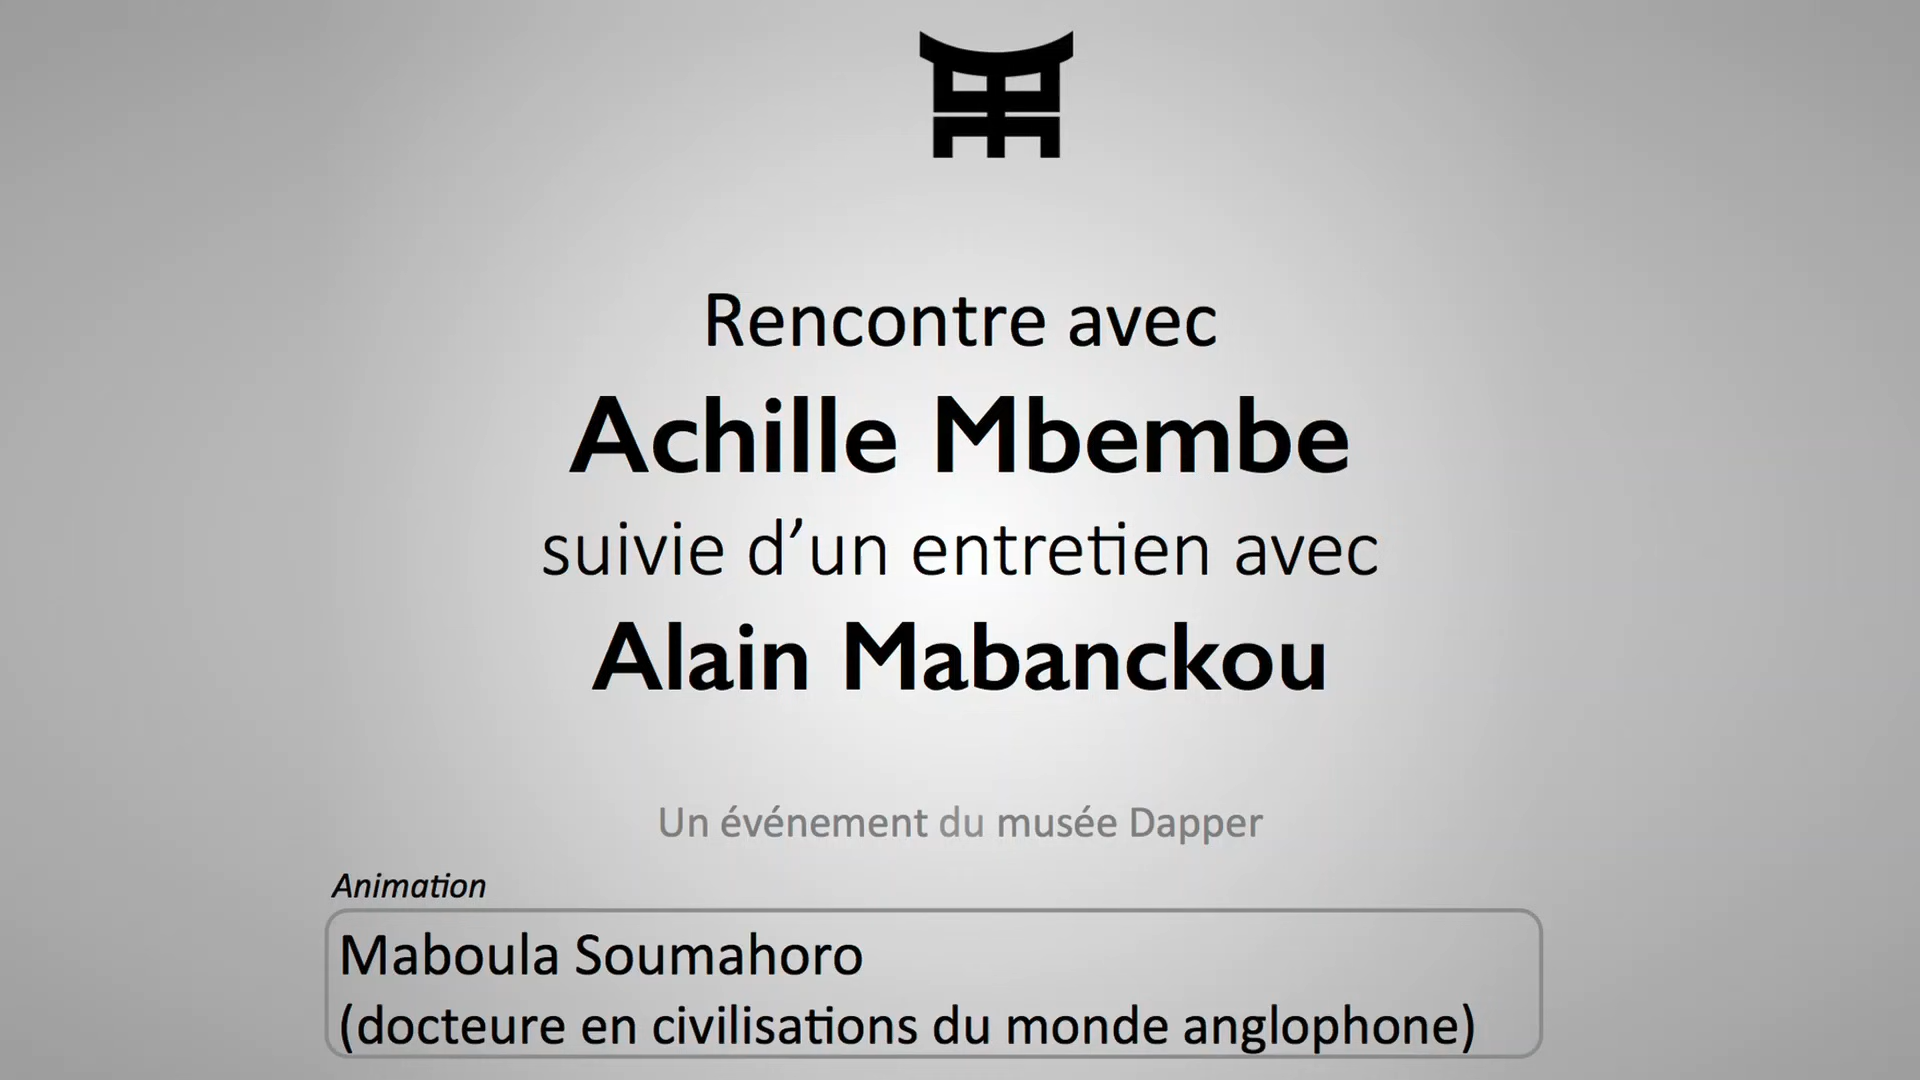 Rencontre avec
Achille Mbembe
suivie d’un entretien avec
Alain Mabanckou
Un événement du musée Dapper
Animation
Maboula Soumahoro
(docteure en civilisations du monde anglophone)